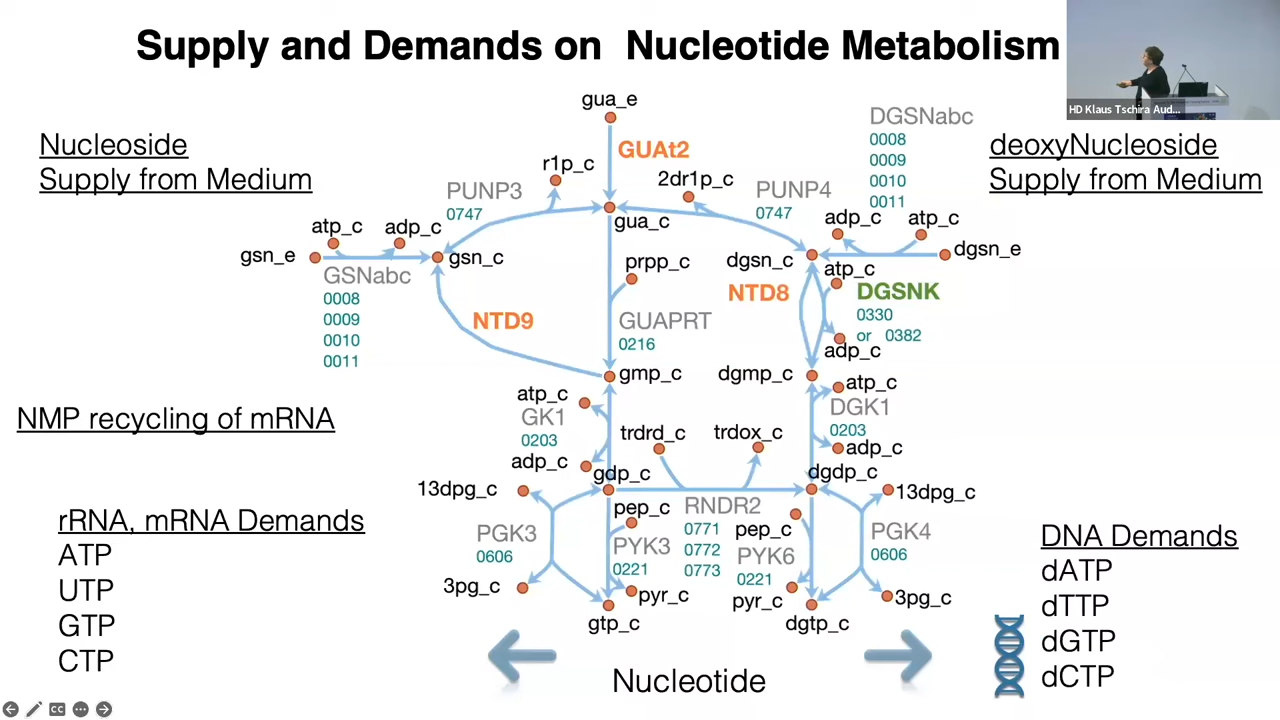 Supply and Demands on Nucleotide Metabolism
HD Klaus Tschira Aud...
Nucleoside
Supply from Medium
deoxyNucleoside
Supply from Medium
gua_e
GUAt2
r1p_c
2dr1p_c
DGSNabc
0008
0009
0010
0011
PUNP3
0747
PUNP4
0747
gua_c
atp_c
adp_c
gsn_e
gsn_c
GSNabc
0008
0009
0010
0011
adp_c
atp_c
dgsn_c
dgsn_e
prpp_c
NTD9
GUAPRT
0216
NTD8
atp_c
DGSNK
0330
or 0382
adp_c
gmp_c
dgmp_c
NMP recycling of mRNA
atp_c
GK1
0203
adp_c
atp_c
DGK1
0203
adp_c
trdrd_c
trdox_c
gdp_c
dgdp_c
RNDR2
0771
0772
0773
13dpg_c
PGK3
0606
3pg_c
pep_c
PYK3
0221
pyr_c
gtp_c
pep_c
PYK6
0221
pyr_c
dgtp_c
13dpg_c
PGK4
0606
3pg_c
rRNA, mRNA Demands
ATP
UTP
GTP
CTP
DNA Demands
dATP
dTTP
dGTP
dCTP
Nucleotide
CC